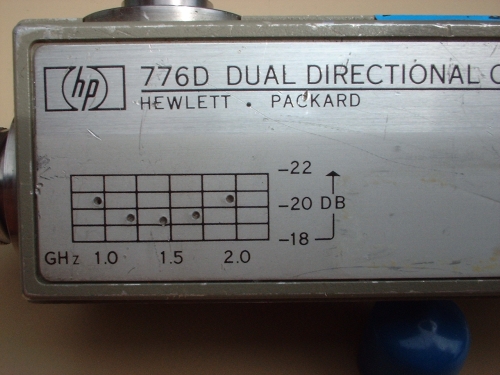 hp 776D DUAL DIRECTIONAL
HEWLETT • PACKARD
-22
-20 DB
-18
GHz 1.0 1.5 2.0